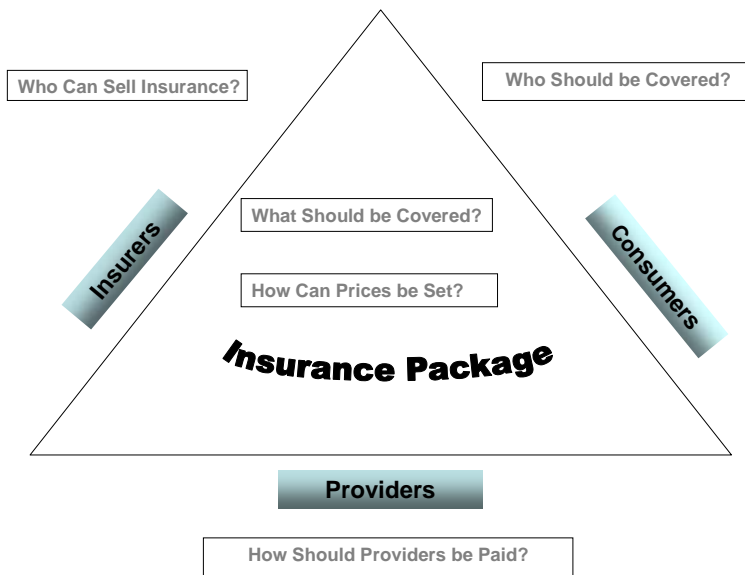 Who Can Sell Insurance?
Who Should be Covered?
What Should be Covered?
Insurers
Consumers
How Can Prices be Set?
Insurance Package
Providers
How Should Providers be Paid?